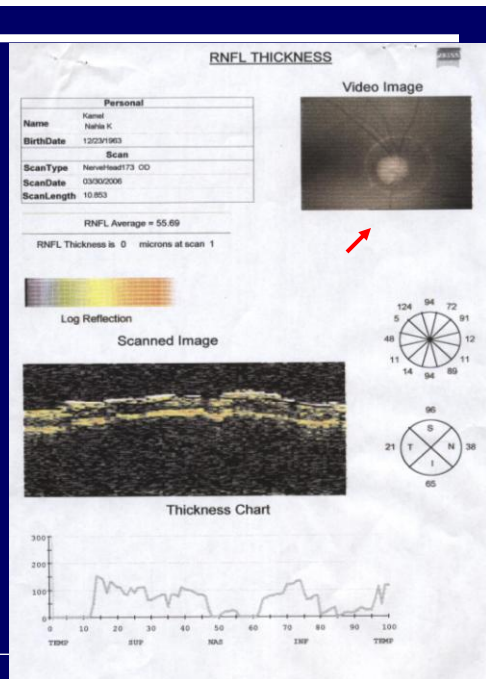 RNFL THICKNESS
ZEISS
Video Image
Personal
Name Kamel
Nahla K
BirthDate 12/23/1963
Scan
ScanType NerveHead173 OD
ScanDate 03/30/2006
ScanLength 10.853
RNFL Average = 55.69
RNFL Thickness is 0 microns at scan 1
Log Reflection
Scanned Image
124 94 72
5 91
48 12
11 11
14 94 89
96
S
21 T N 38
I
65
Thickness Chart
300
200
100
0
0 10 20 30 40 50 60 70 80 90 100
TEMP SUP NAS INF TEMP